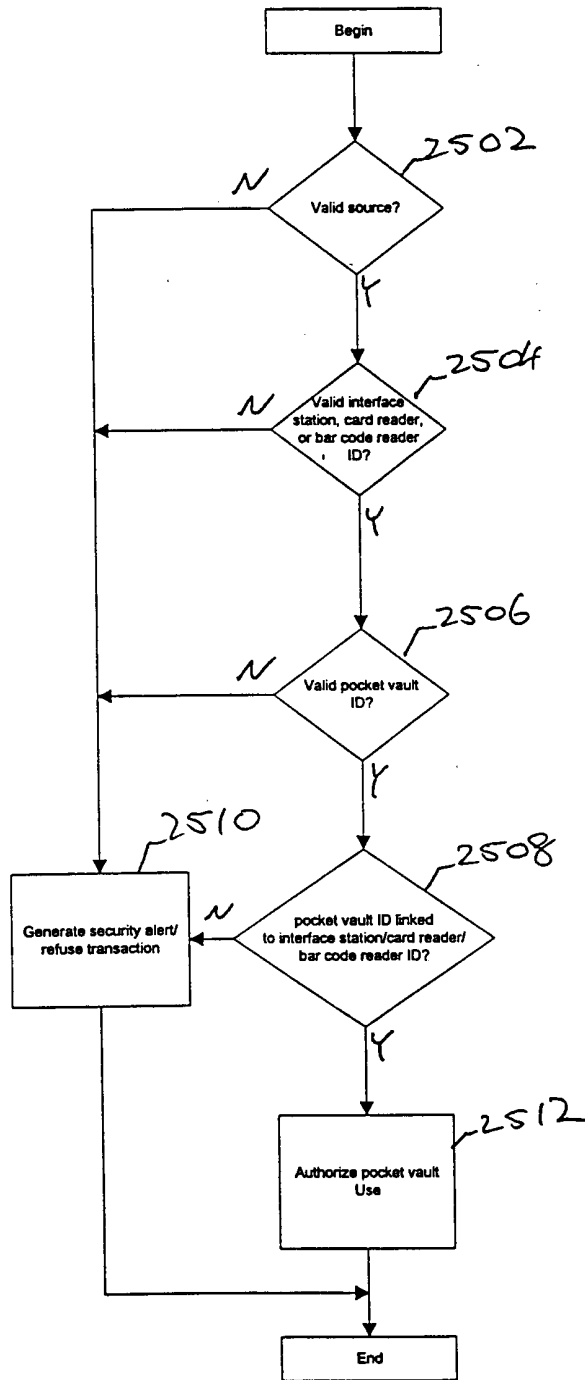 Begin
2502
N
Valid source?
Y
2504
N
Valid interface
station, card reader,
or bar code reader
ID?
Y
2506
N
Valid pocket vault
ID?
Y
2510
2508
Generate security alert/
refuse transaction
N
pocket vault ID linked
to interface station/card reader/
bar code reader ID?
Y
2512
Authorize pocket vault
Use
End